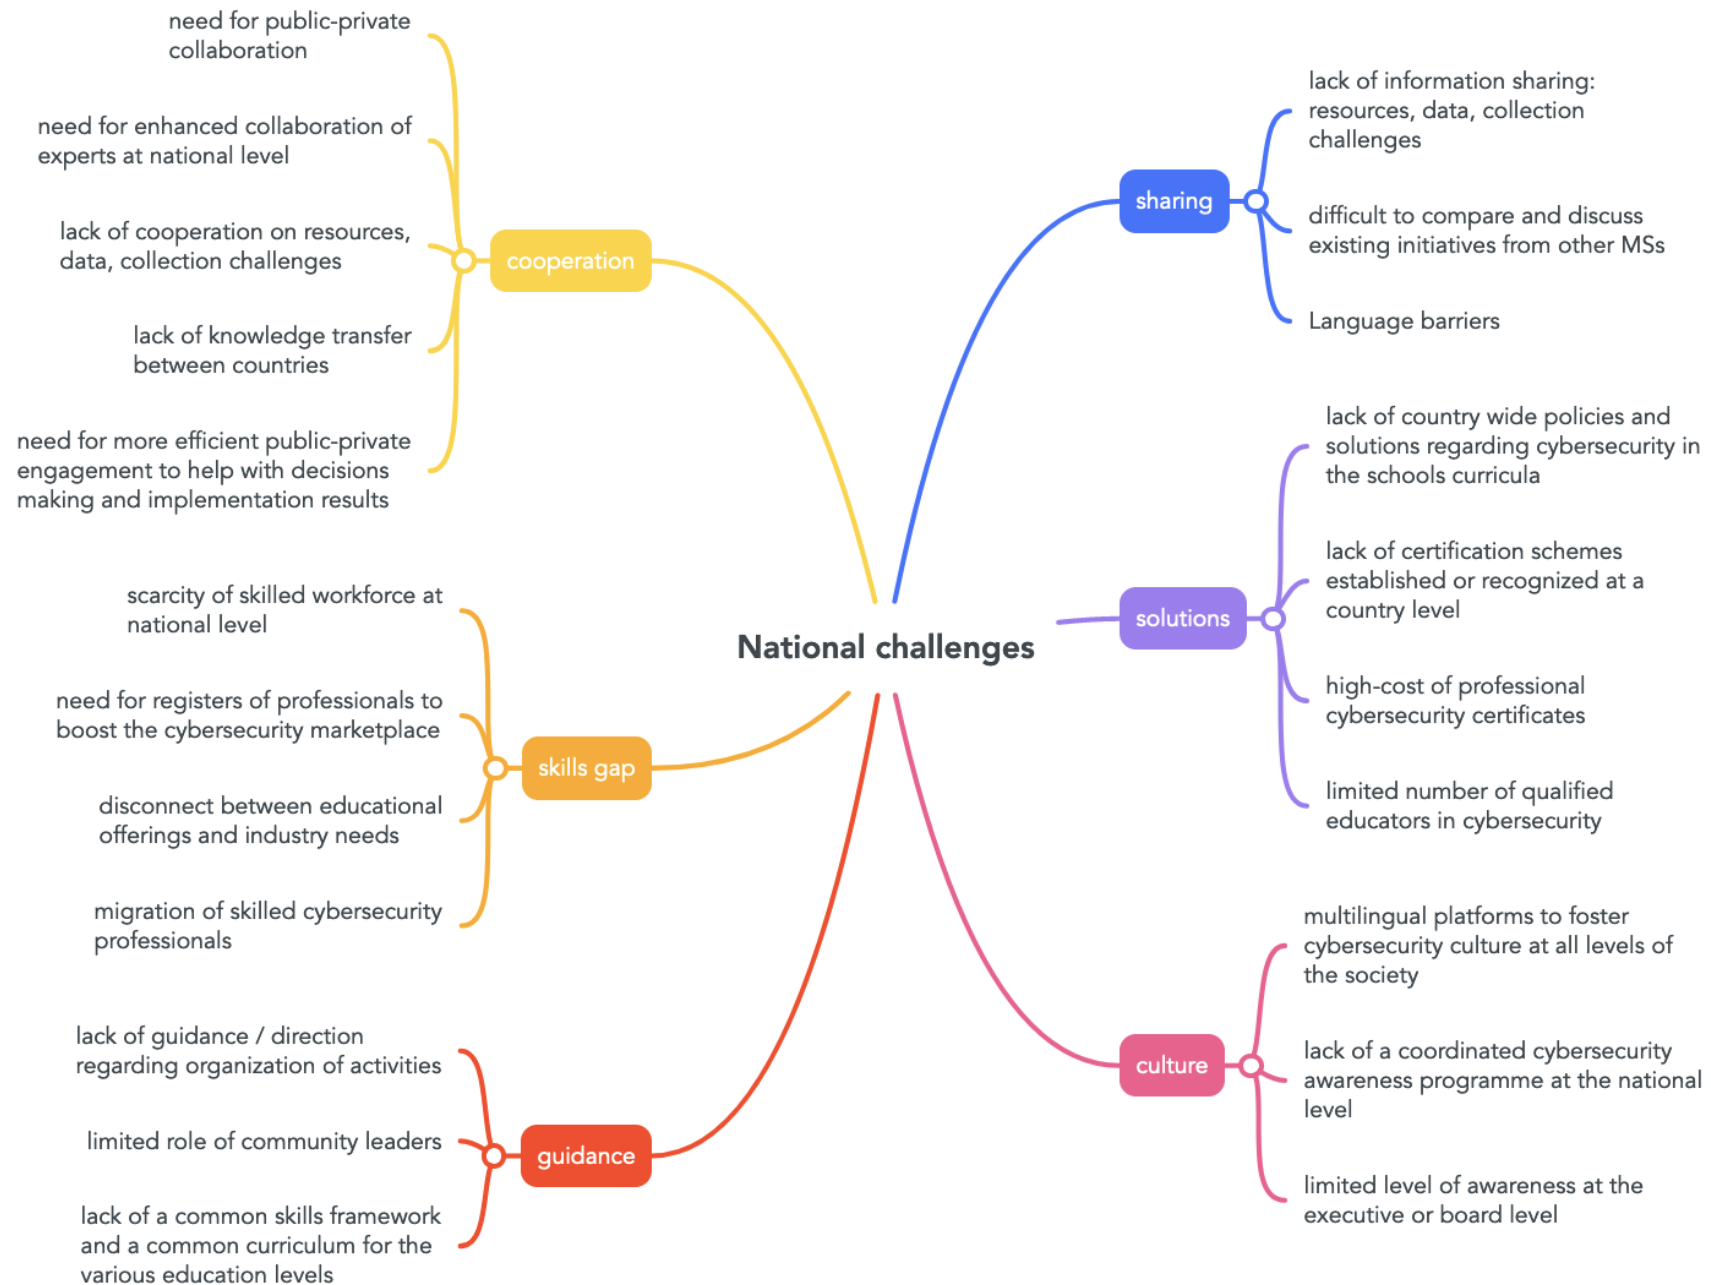 need for public-private
collaboration
need for enhanced collaboration of
experts at national level
lack of cooperation on resources,
data, collection challenges
lack of knowledge transfer
between countries
need for more efficient public-private
engagement to help with decisions
making and implementation results
cooperation
scarcity of skilled workforce at
national level
need for registers of professionals to
boost the cybersecurity marketplace
disconnect between educational
offerings and industry needs
migration of skilled cybersecurity
professionals
skills gap
lack of guidance / direction
regarding organization of activities
limited role of community leaders
lack of a common skills framework
and a common curriculum for the
various education levels
guidance
National challenges
sharing
lack of information sharing:
resources, data, collection
challenges
difficult to compare and discuss
existing initiatives from other MSs
Language barriers
solutions
lack of country wide policies and
solutions regarding cybersecurity in
the schools curricula
lack of certification schemes
established or recognized at a
country level
high-cost of professional
cybersecurity certificates
limited number of qualified
educators in cybersecurity
culture
multilingual platforms to foster
cybersecurity culture at all levels of
the society
lack of a coordinated cybersecurity
awareness programme at the national
level
limited level of awareness at the
executive or board level